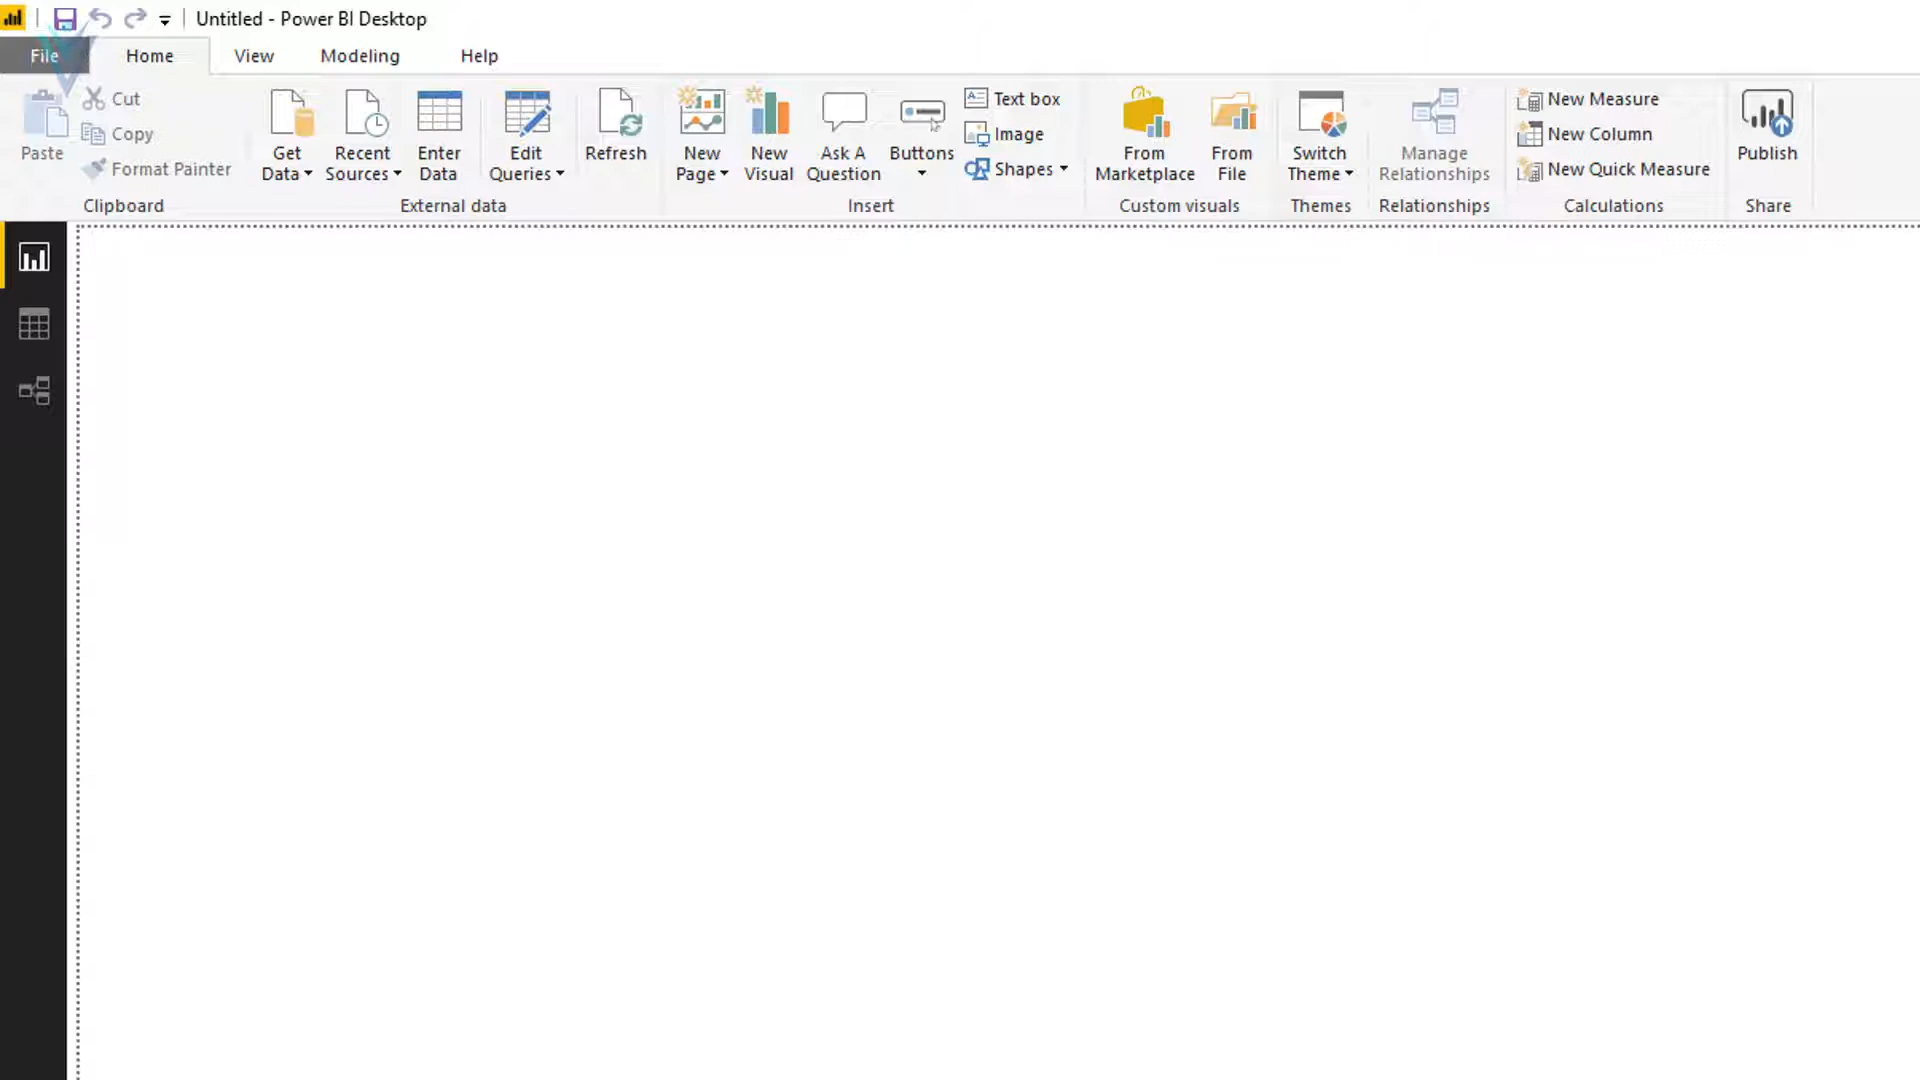 Untitled - Power BI Desktop
File Home View Modeling Help
Paste
Cut
Copy
Format Painter
Clipboard
Get Data
Recent Sources
Enter Data
Edit Queries
Refresh
External data
New Page
New Visual
Ask A Question
Buttons
Text box
Image
Shapes
Insert
From Marketplace
From File
Custom visuals
Switch Theme
Themes
Manage Relationships
Relationships
New Measure
New Column
New Quick Measure
Calculations
Publish
Share